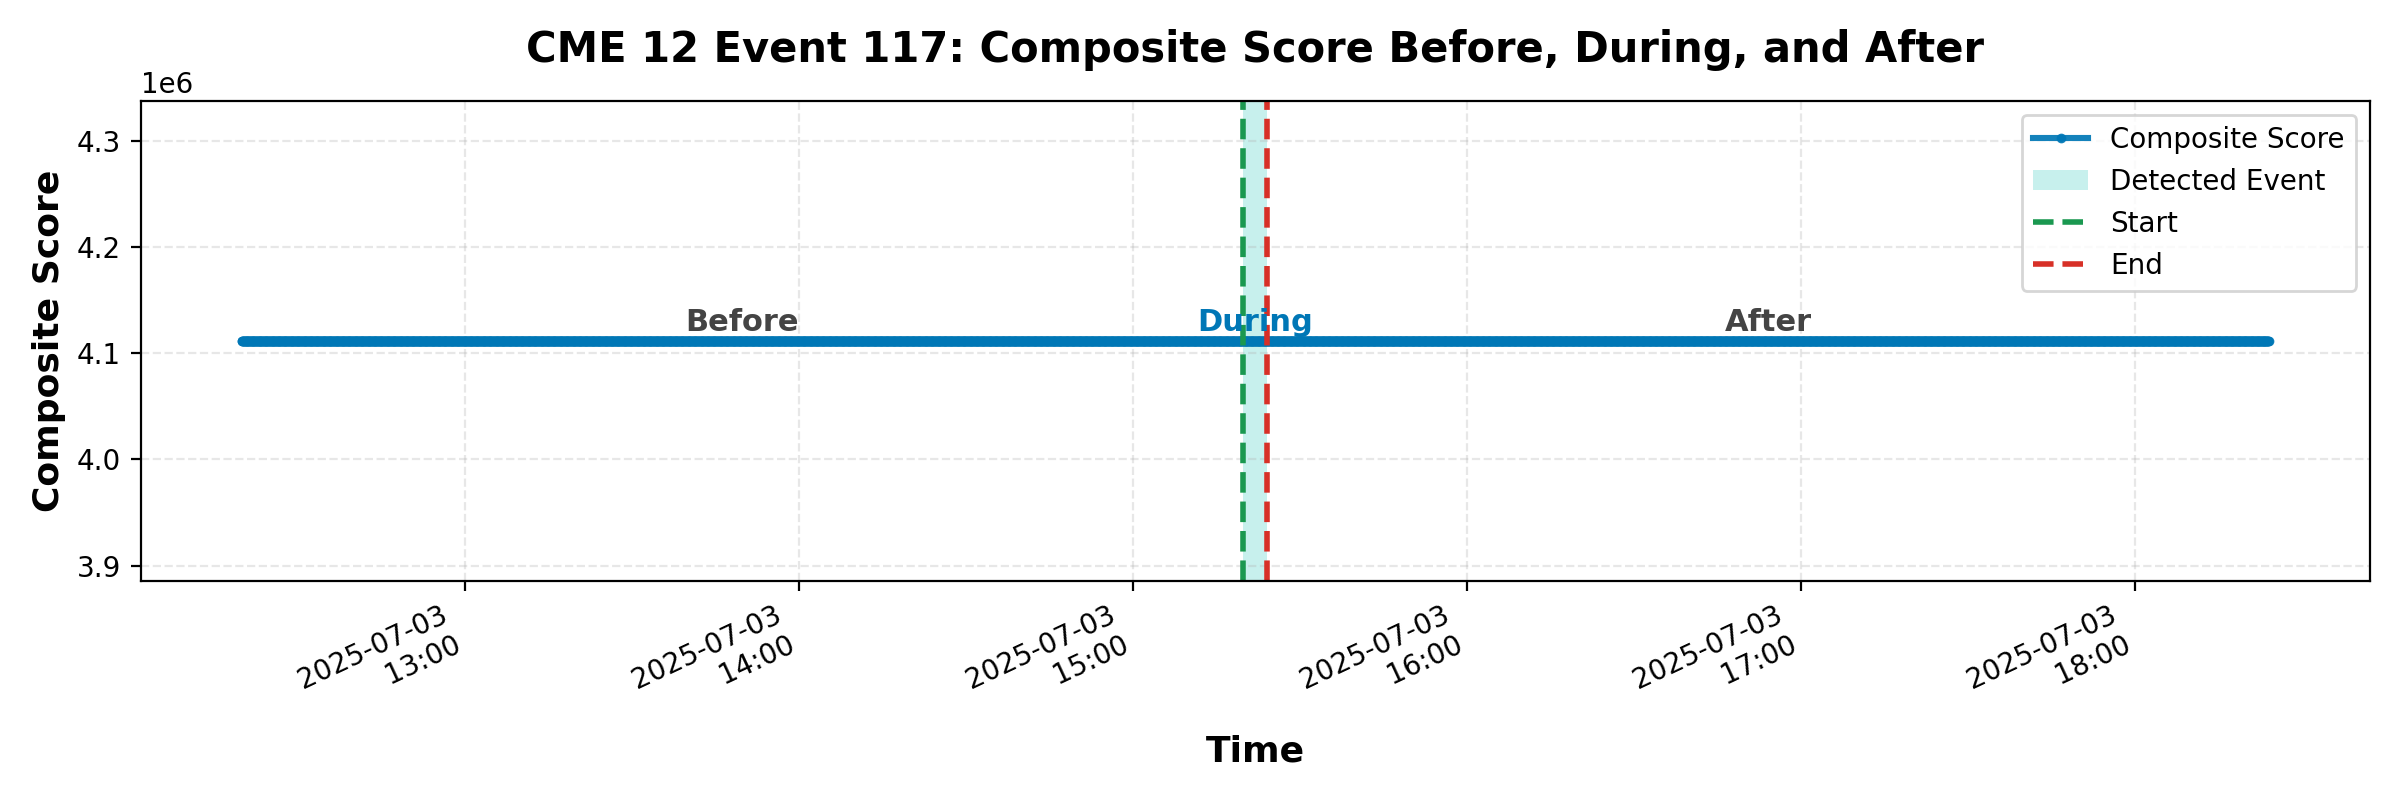 CME 12 Event 117: Composite Score Before, During, and After
1e6
4.3
4.2
4.1
4.0
3.9
Composite Score
Before
During
After
Composite Score
Detected Event
Start
End
2025-07-03
13:00
2025-07-03
14:00
2025-07-03
15:00
2025-07-03
16:00
2025-07-03
17:00
2025-07-03
18:00
Time